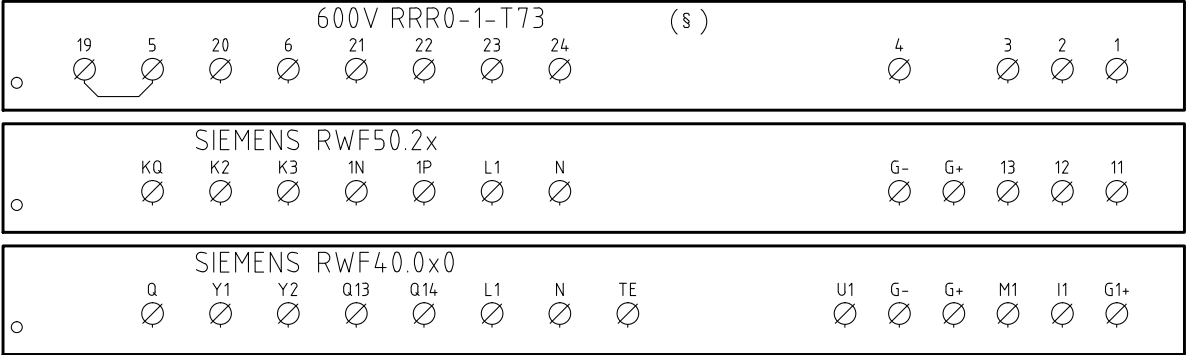 600V RRR0-1-T73 (§)
19 5 20 6 21 22 23 24 4 3 2 1
SIEMENS RWF50.2x
KQ K2 K3 1N 1P L1 N G- G+ 13 12 11
SIEMENS RWF40.0x0
Q Y1 Y2 Q13 Q14 L1 N TE U1 G- G+ M1 I1 G1+